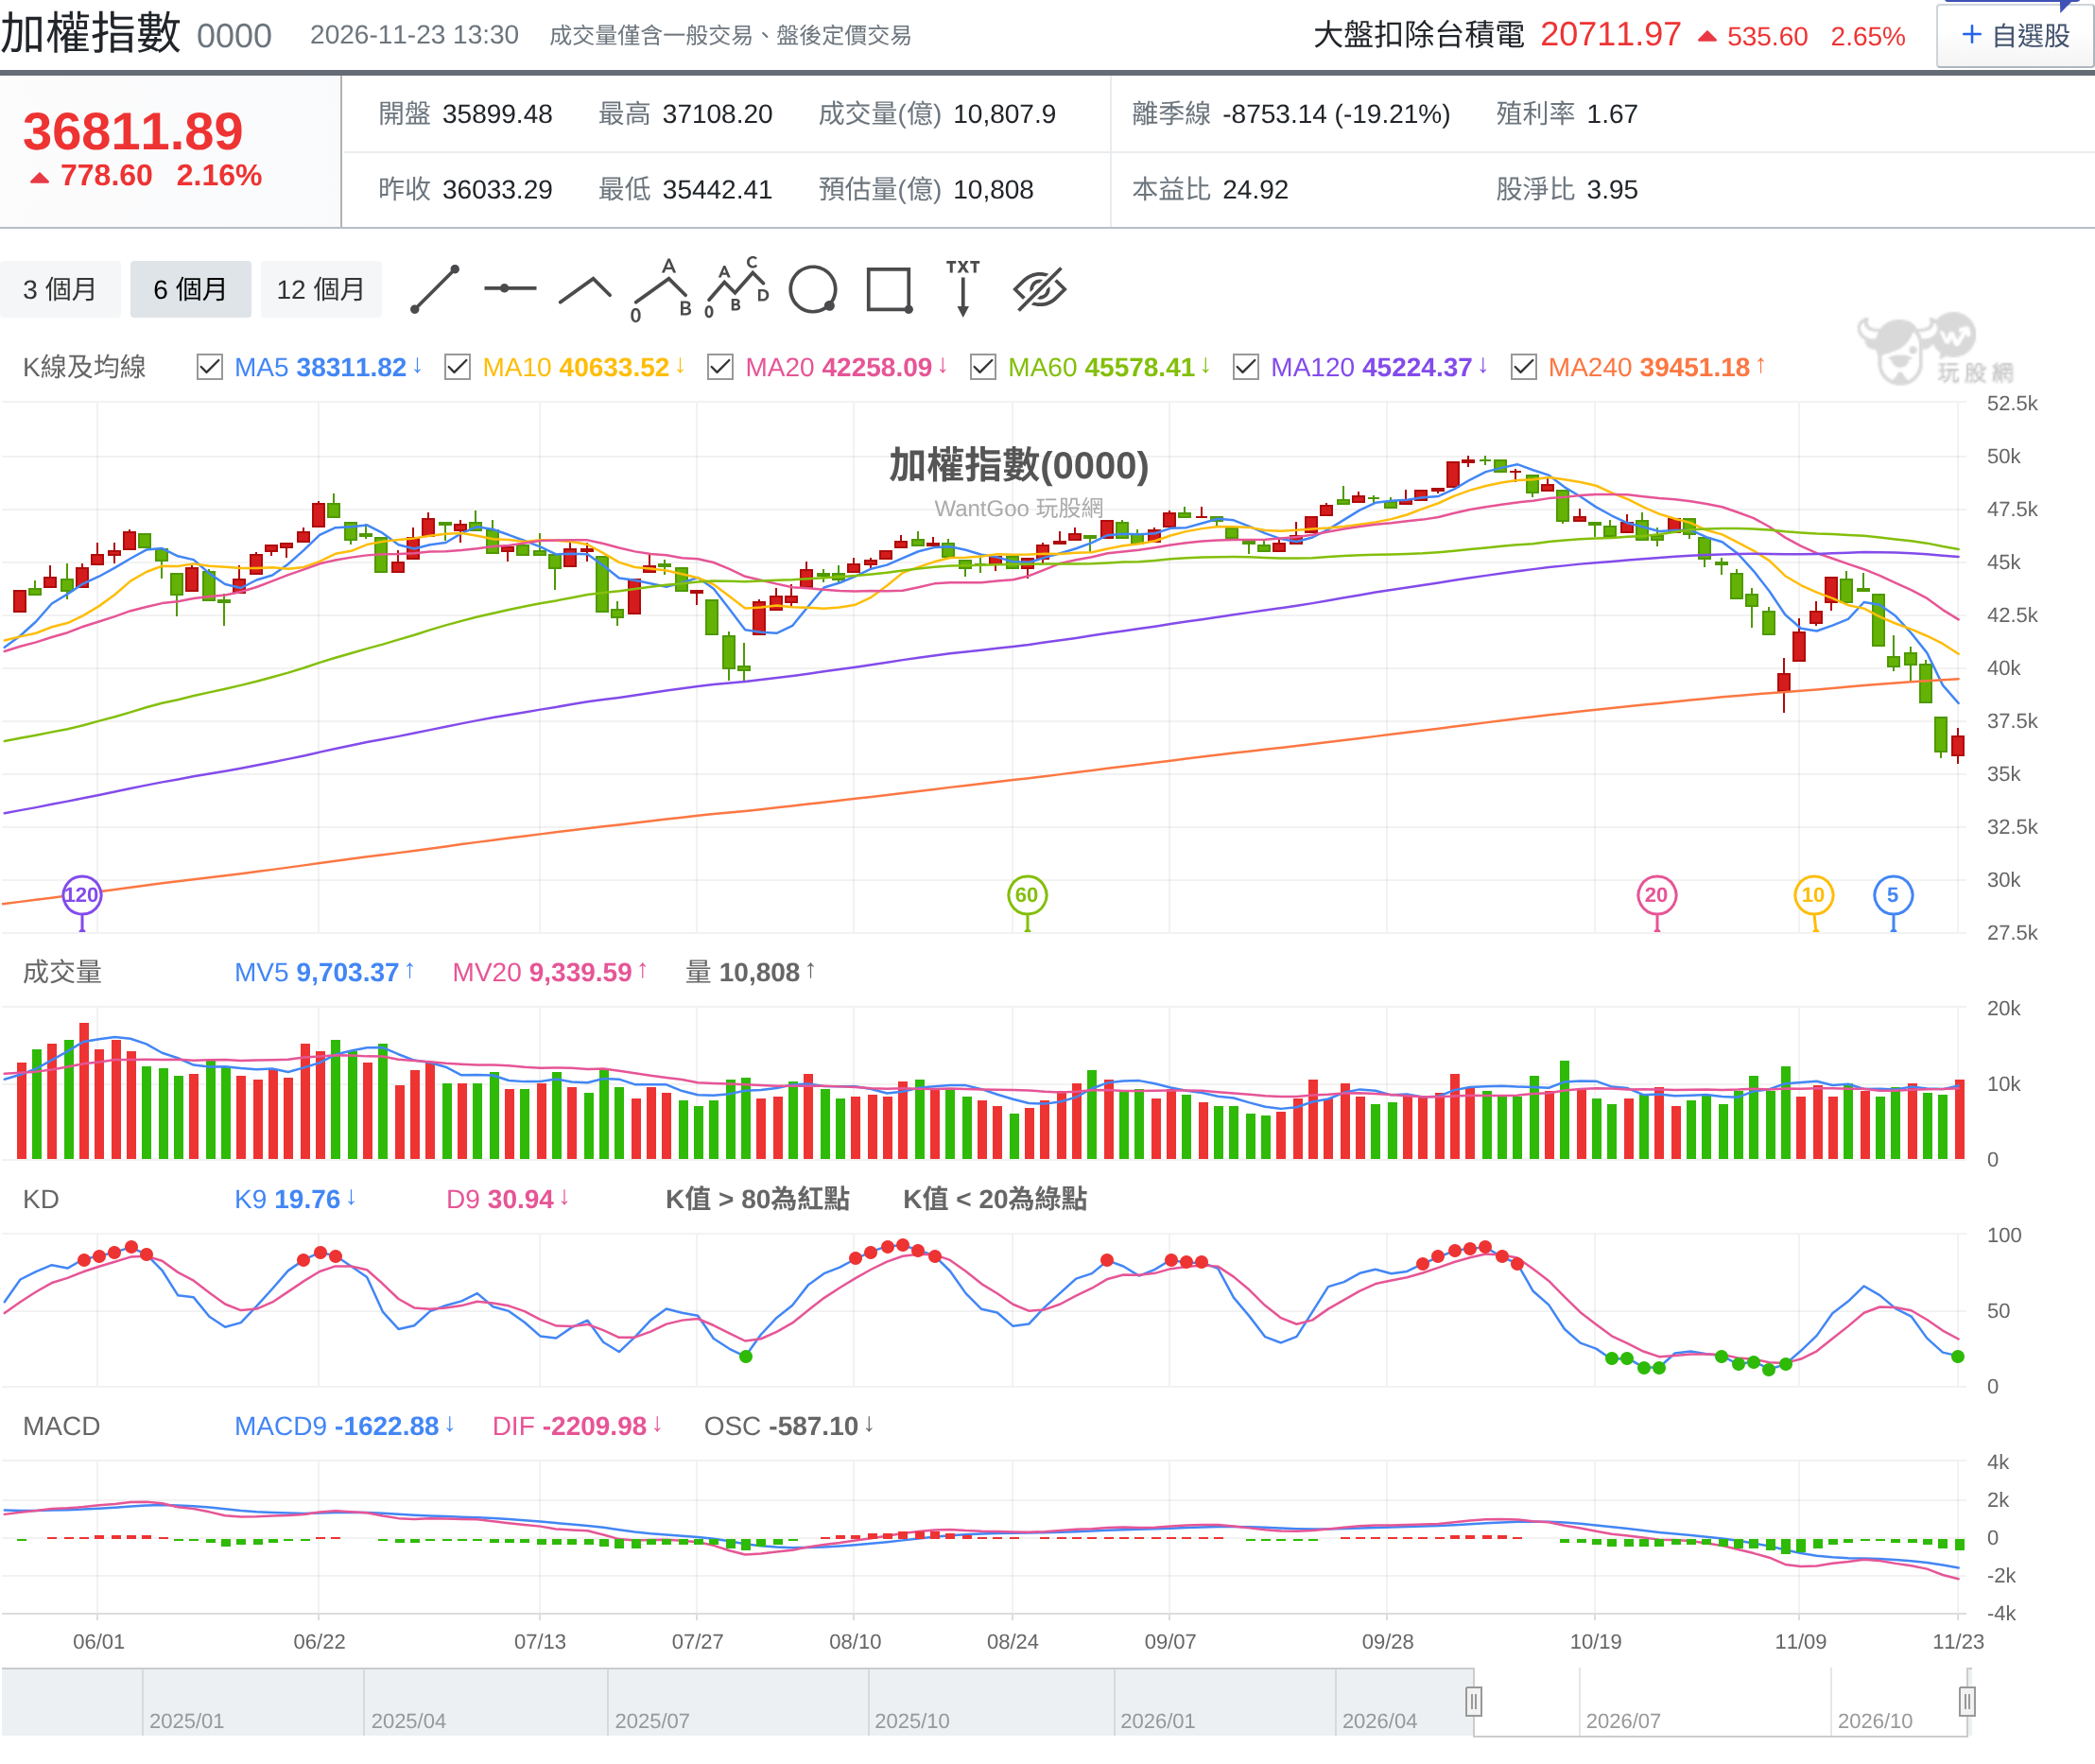 加權指數 0000 2026-11-23 13:30 成交量僅含一般交易、盤後定價交易 大盤扣除台積電 20711.97 ▲ 535.60 2.65% + 自選股
36811.89
▲ 778.60 2.16%
開盤 35899.48 最高 37108.20 成交量(億) 10,807.9 離季線 -8753.14 (-19.21%) 殖利率 1.67
昨收 36033.29 最低 35442.41 預估量(億) 10,808 本益比 24.92 股淨比 3.95
3 個月 6 個月 12 個月 0 A B 0 A B C D TXT
K線及均線 MA5 38311.82↓ MA10 40633.52↓ MA20 42258.09↓ MA60 45578.41↓ MA120 45224.37↓ MA240 39451.18↑
玩股網
加權指數(0000)
WantGoo 玩股網
52.5k
50k
47.5k
45k
42.5k
40k
37.5k
35k
32.5k
30k
27.5k
120 60 20 10 5
成交量 MV5 9,703.37↑ MV20 9,339.59↑ 量 10,808↑
20k
10k
0
KD K9 19.76↓ D9 30.94↓ K值 > 80為紅點 K值 < 20為綠點
100
50
0
MACD MACD9 -1622.88↓ DIF -2209.98↓ OSC -587.10↓
4k
2k
0
-2k
-4k
06/01 06/22 07/13 07/27 08/10 08/24 09/07 09/28 10/19 11/09 11/23
2025/01 2025/04 2025/07 2025/10 2026/01 2026/04 2026/07 2026/10